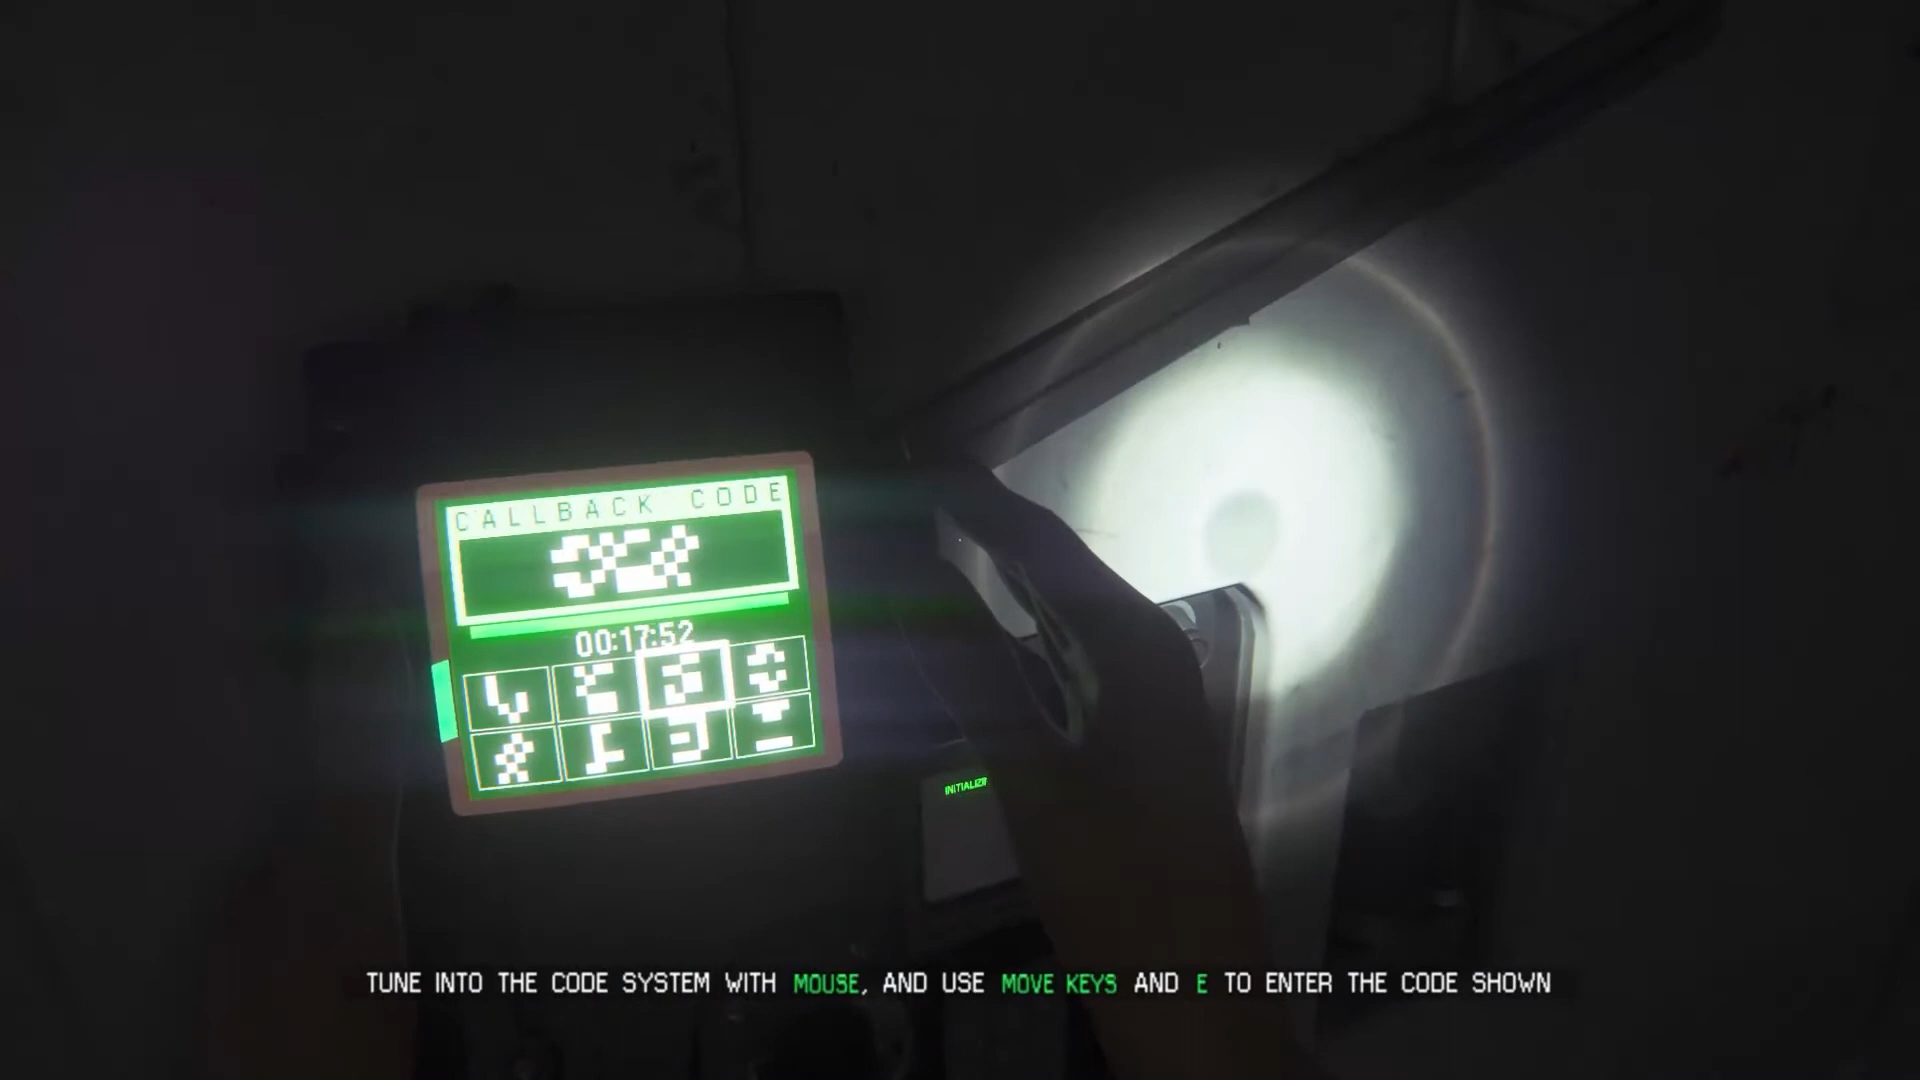 CALLBACK CODE
00:17:52
INITIALIZE
TUNE INTO THE CODE SYSTEM WITH MOUSE, AND USE MOVE KEYS AND E TO ENTER THE CODE SHOWN